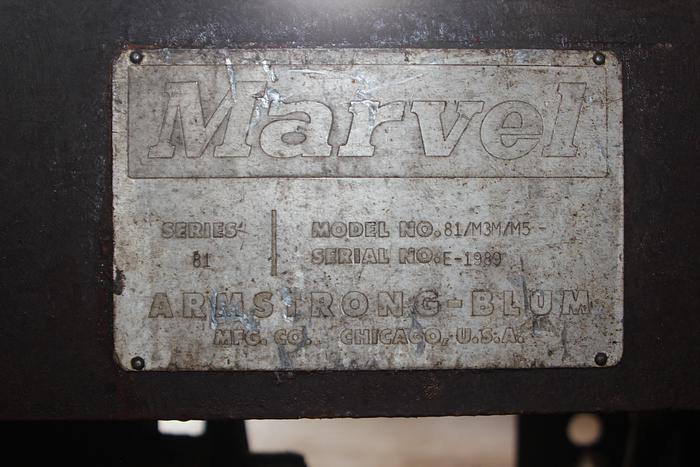 Marvel
SERIES MODEL NO. 81/M3M/M5
81 SERIAL NO. E-1989
ARMSTRONG-BLUM
MFG. CO., CHICAGO, U.S.A.